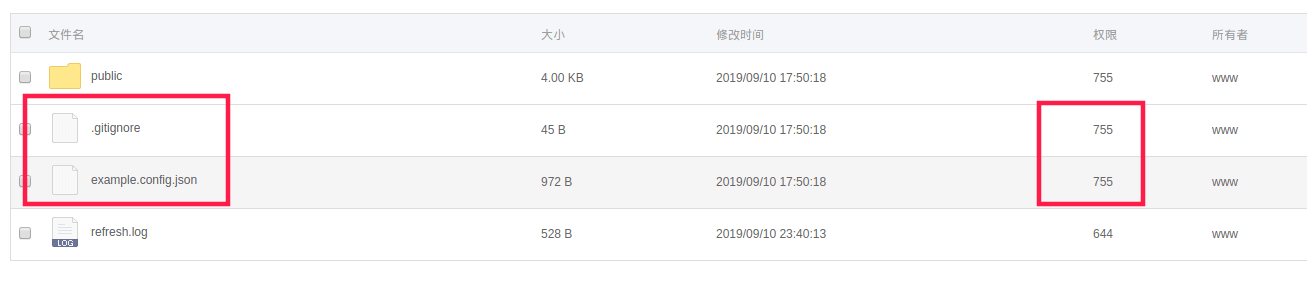 文件名 大小 修改时间 权限 所有者
public 4.00 KB 2019/09/10 17:50:18 755 www
.gitignore 45 B 2019/09/10 17:50:18 755 www
example.config.json 972 B 2019/09/10 17:50:18 755 www
refresh.log 528 B 2019/09/10 23:40:13 644 www
LOG